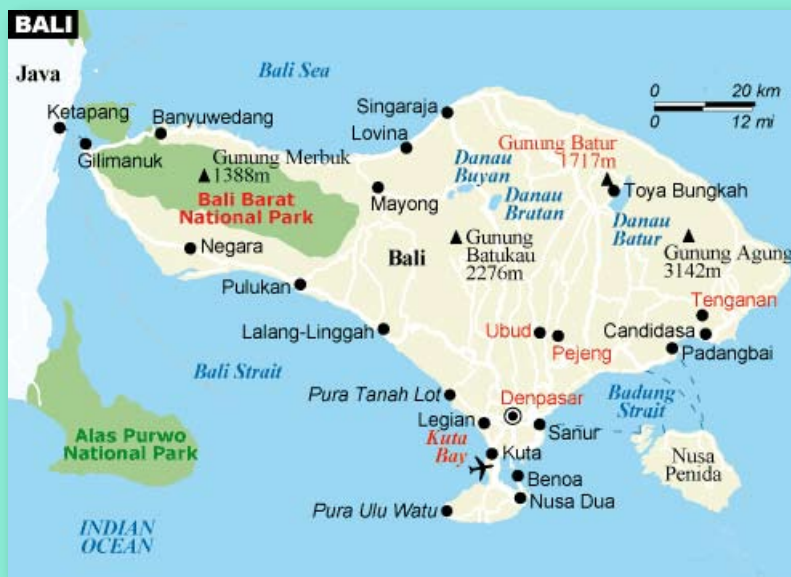 BALI
Java
Bali Sea
0 20 km
0 12 mi
Ketapang
Banyuwedang
Singaraja
Gilimanuk
Lovina
Gunung Merbuk
1388m
Gunung Batur
1717m
Danau
Buyan
Bali Barat
National Park
Mayong
Danau
Bratan
Toya Bungkah
Danau
Batur
Negara
Bali
Gunung
Batukau
2276m
Gunung Agung
3142m
Pulukan
Tenganan
Lalang-Linggah
Ubud
Pejeng
Candidasa
Padangbai
Bali Strait
Pura Tanah Lot
Denpasar
Badung
Strait
Legian
Sanur
Alas Purwo
National Park
Kuta
Bay
Kuta
Nusa
Penida
Benoa
Nusa Dua
Pura Ulu Watu
INDIAN
OCEAN